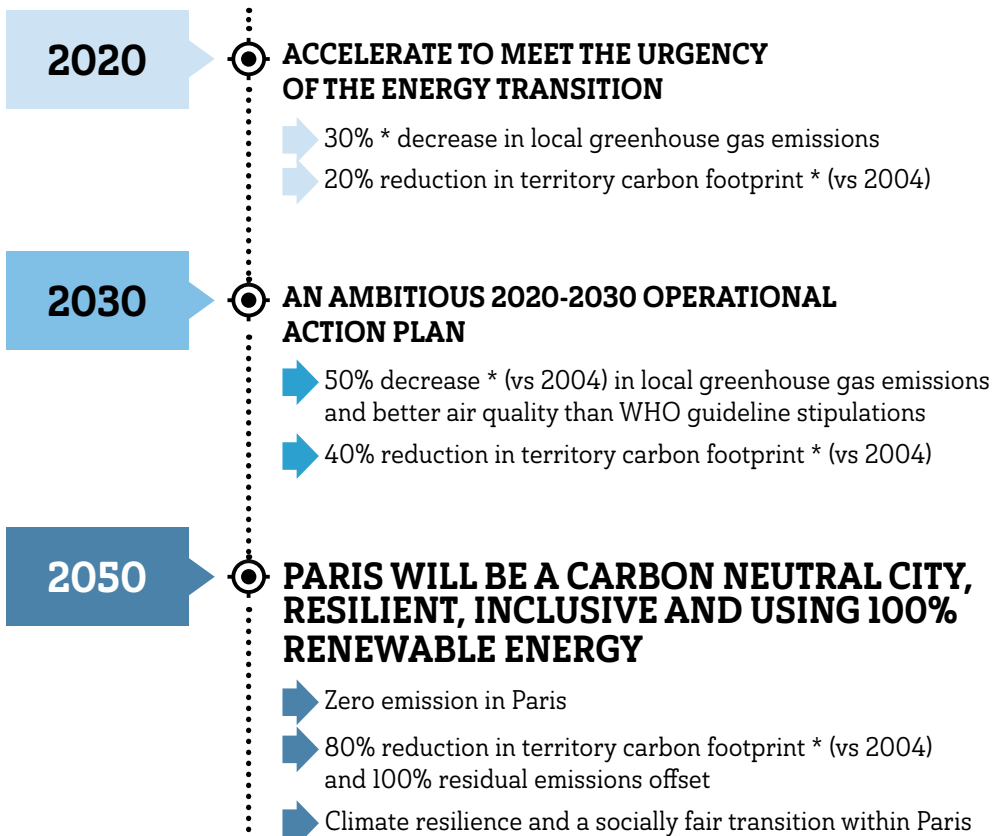 2020
ACCELERATE TO MEET THE URGENCY
OF THE ENERGY TRANSITION
30% * decrease in local greenhouse gas emissions
20% reduction in territory carbon footprint * (vs 2004)
2030
AN AMBITIOUS 2020-2030 OPERATIONAL
ACTION PLAN
50% decrease * (vs 2004) in local greenhouse gas emissions
and better air quality than WHO guideline stipulations
40% reduction in territory carbon footprint * (vs 2004)
2050
PARIS WILL BE A CARBON NEUTRAL CITY,
RESILIENT, INCLUSIVE AND USING 100%
RENEWABLE ENERGY
Zero emission in Paris
80% reduction in territory carbon footprint * (vs 2004)
and 100% residual emissions offset
Climate resilience and a socially fair transition within Paris